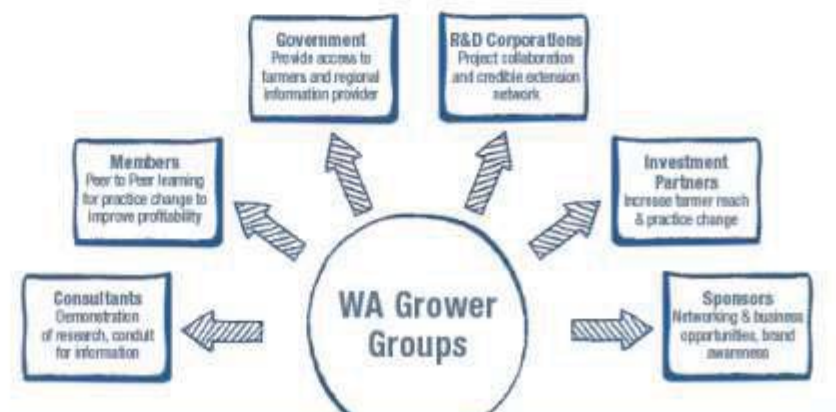 Government
Provide access to
farmers and regional
information provider
R&D Corporations
Project collaboration
and credible extension
network
Members
Peer to Peer learning
for practice change to
improve profitability
Investment
Partners
Increase farmer reach
& practice change
Consultants
Demonstration
of research, conduit
for information
WA Grower
Groups
Sponsors
Networking & business
opportunities, brand
awareness